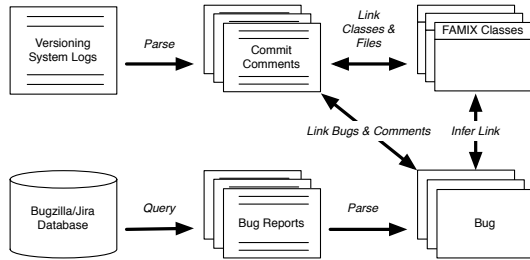 Versioning
System Logs
Parse
Commit
Comments
Link
Classes &
Files
FAMIX Classes
Link Bugs & Comments
Infer Link
Bugzilla/Jira
Database
Query
Bug Reports
Parse
Bug